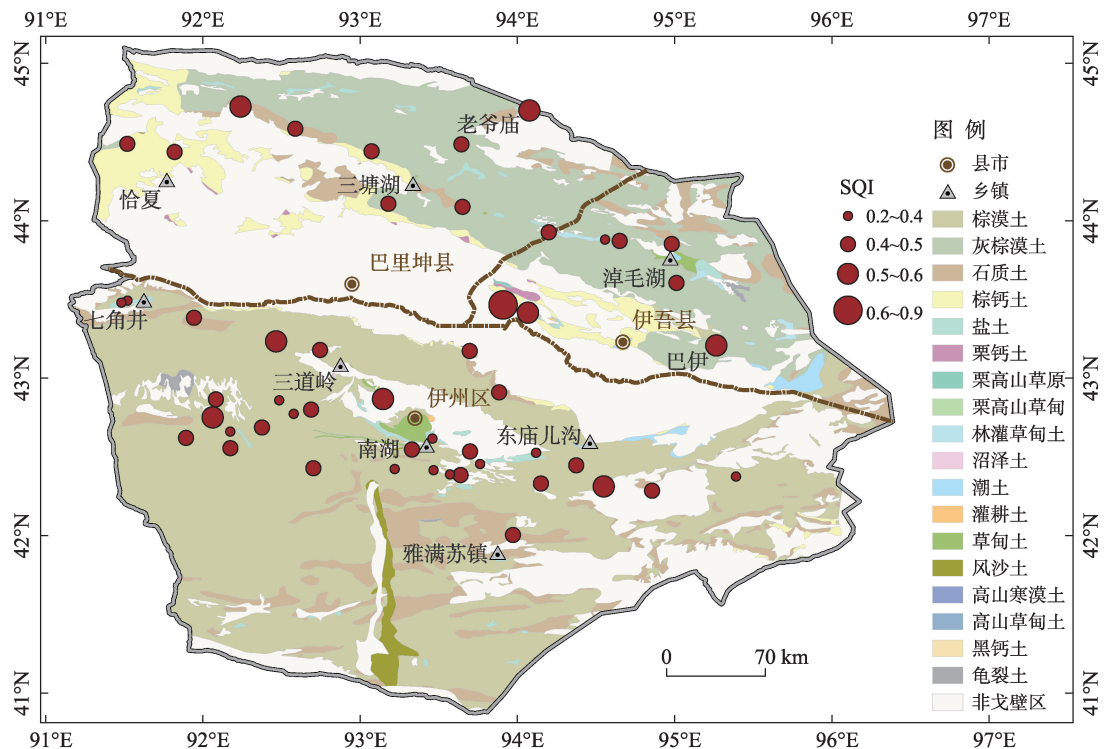 91°E 92°E 93°E 94°E 95°E 96°E 97°E
45°N 45°N
44°N 44°N
43°N 43°N
42°N 42°N
41°N 41°N
老爷庙
三塘湖
恰夏
巴里坤县
淖毛湖
七角井
伊吾县
巴伊
三道岭
伊州区
东庙儿沟
南湖
雅满苏镇
0 70 km
SQI
0.2~0.4
0.4~0.5
0.5~0.6
0.6~0.9
图 例
县市
乡镇
棕漠土
灰棕漠土
石质土
棕钙土
盐土
栗钙土
栗高山草原
栗高山草甸
林灌草甸土
沼泽土
潮土
灌耕土
草甸土
风沙土
高山寒漠土
高山草甸土
黑钙土
龟裂土
非戈壁区
91°E 92°E 93°E 94°E 95°E 96°E 97°E